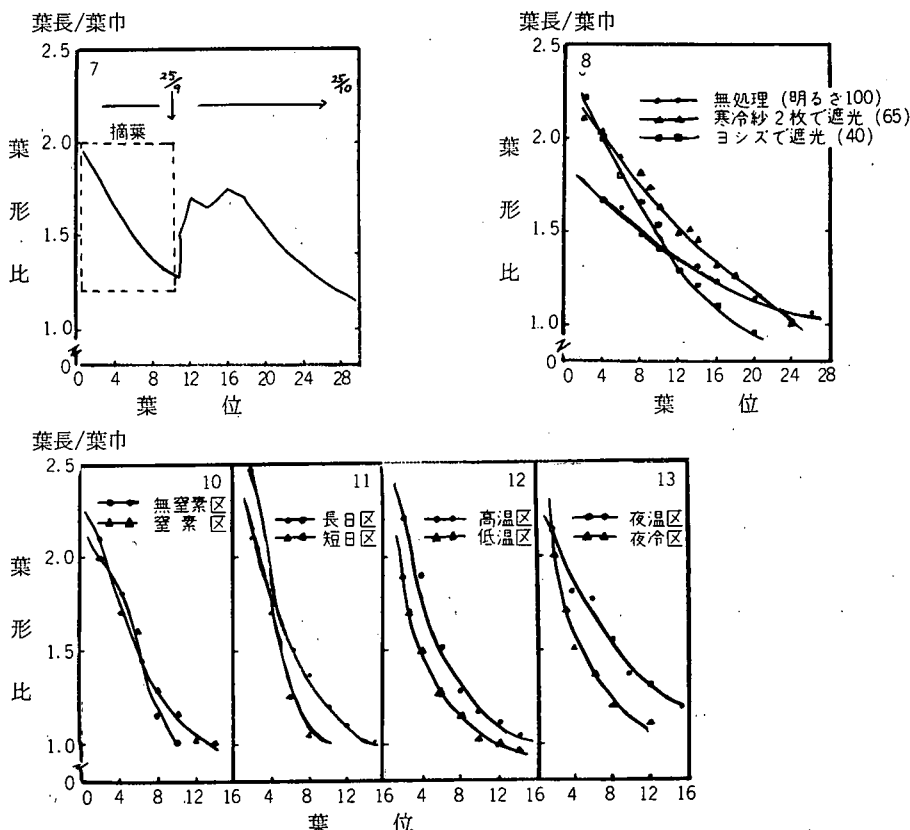 葉長/葉巾
2.5
2.0
1.5
1.0
0
葉形比
7
25/9
25/10
摘葉
0 4 8 12 16 20 24 28
葉位
2.5
2.0
1.5
1.0
0
葉形比
8
無処理 (明るさ100)
寒冷紗2枚で遮光 (65)
ヨシズで遮光 (40)
0 4 8 12 16 20 24 28
葉位
葉長/葉巾
2.5
2.0
1.5
1.0
0
葉形比
10
無窒素区
窒素区
11
長日区
短日区
12
高温区
低温区
13
夜温区
夜冷区
0 4 8 12 16 4 8 12 16 4 8 12 16 4 8 12 16
葉位